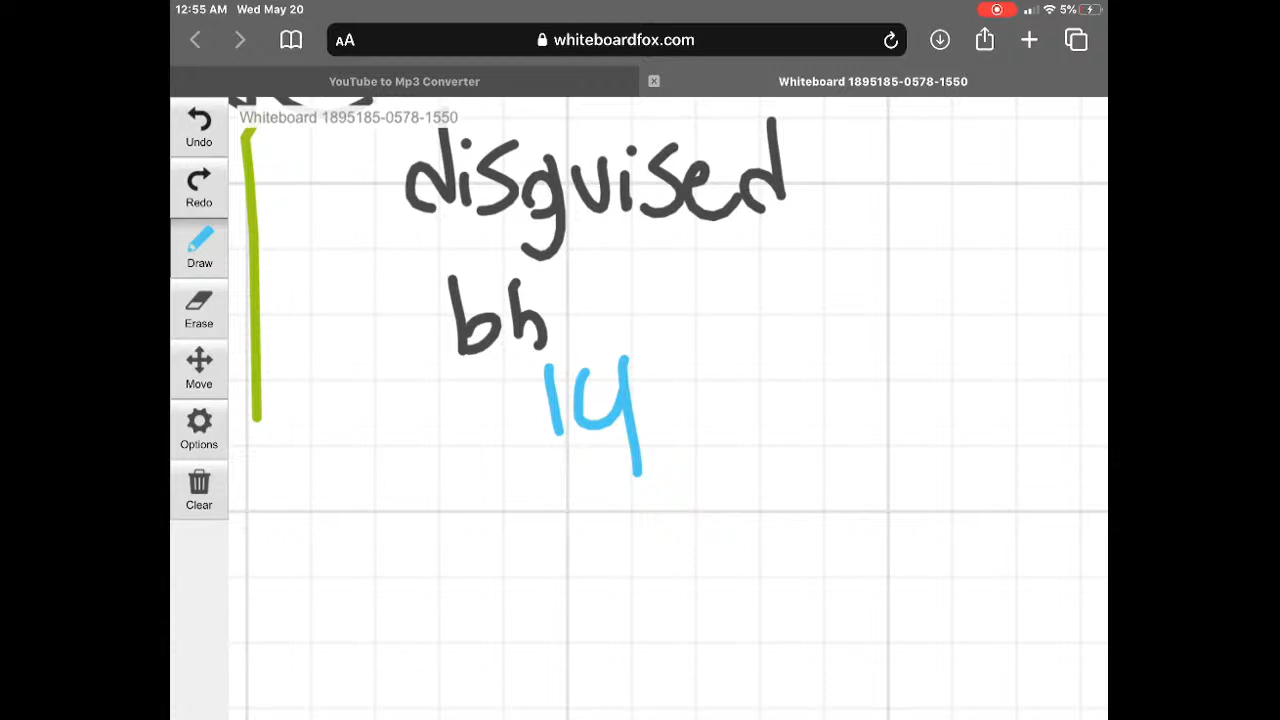 12:55 AM Wed May 20
5%
AA whiteboardfox.com
YouTube to Mp3 Converter
Whiteboard 1895185-0578-1550
Whiteboard 1895185-0578-1550
Undo
Redo
Draw
Erase
Move
Options
Clear
disguised
bh
14